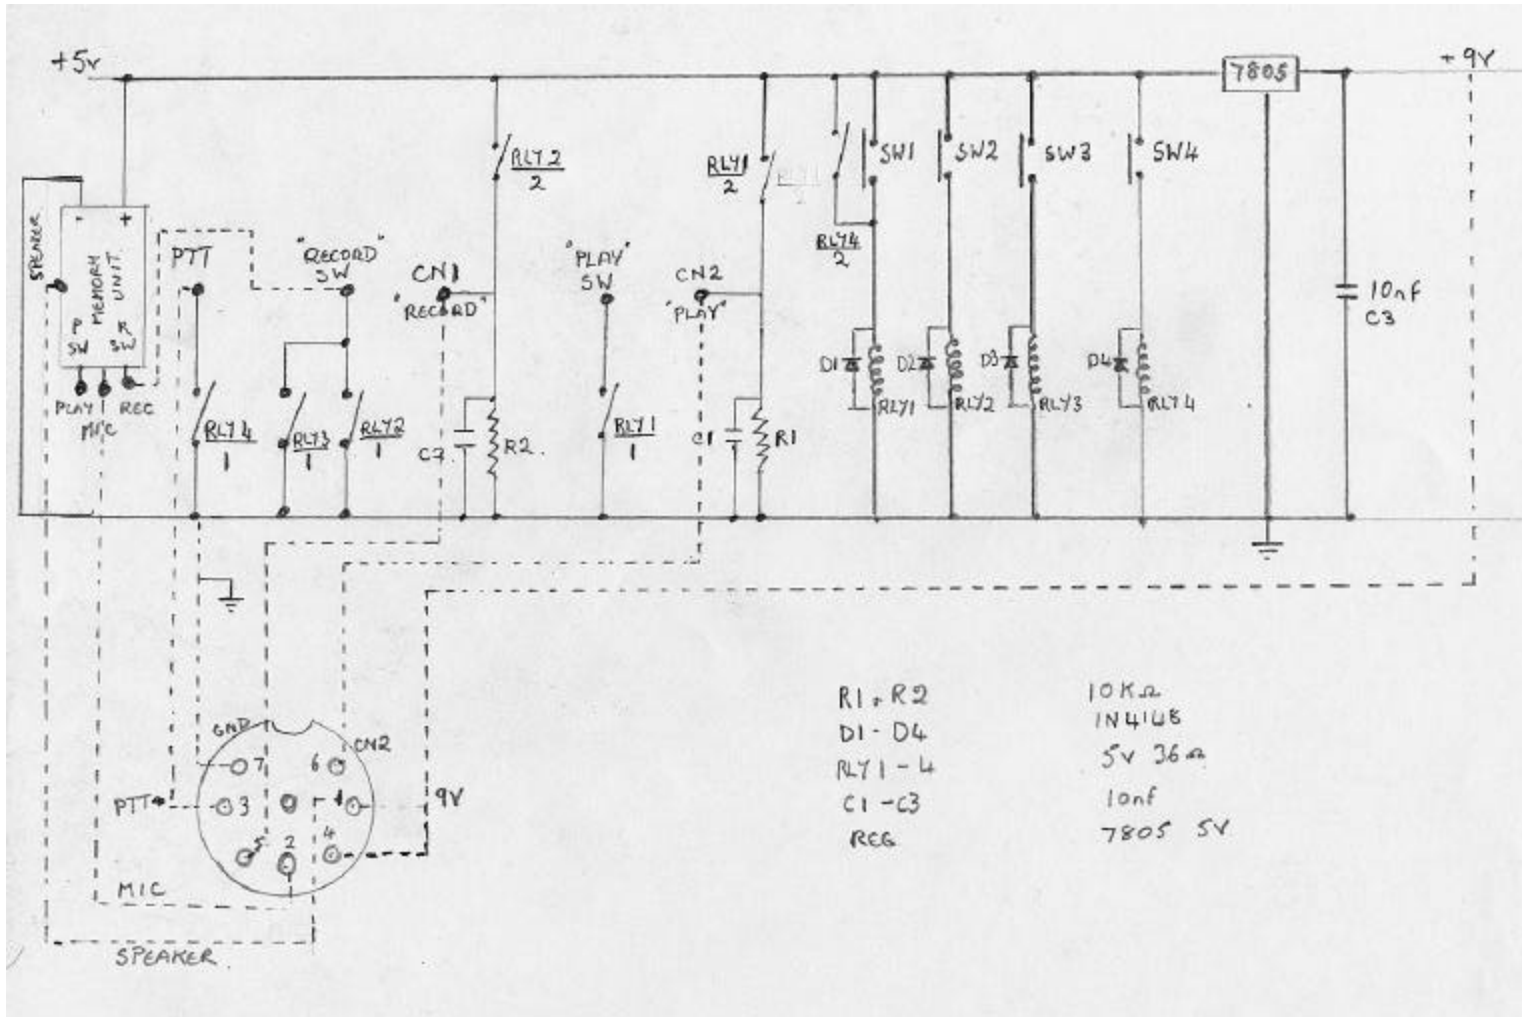 +5v
7805
+9V
RLY2
2
RLY1
2
SW1
SW2
SW3
SW4
SPEAKER
- +
MEMORY
UNIT
P
SW
R
SW
PLAY
MIC
REC
PTT
"RECORD"
SW
CN1
"RECORD"
"PLAY"
SW
CN2
"PLAY"
RLY4
2
10nf
C3
D1
RLY1
D2
RLY2
D3
RLY3
D4
RLY4
RLY4
1
RLY3
1
RLY2
1
C2
R2
RLY1
1
C1
R1
GND
CN2
7
6
PTT
3
1
9V
5
2
4
MIC
SPEAKER
R1, R2 10KΩ
D1 - D4 1N4148
RLY1 - 4 5V 36Ω
C1 - C3 10nf
REG 7805 5V